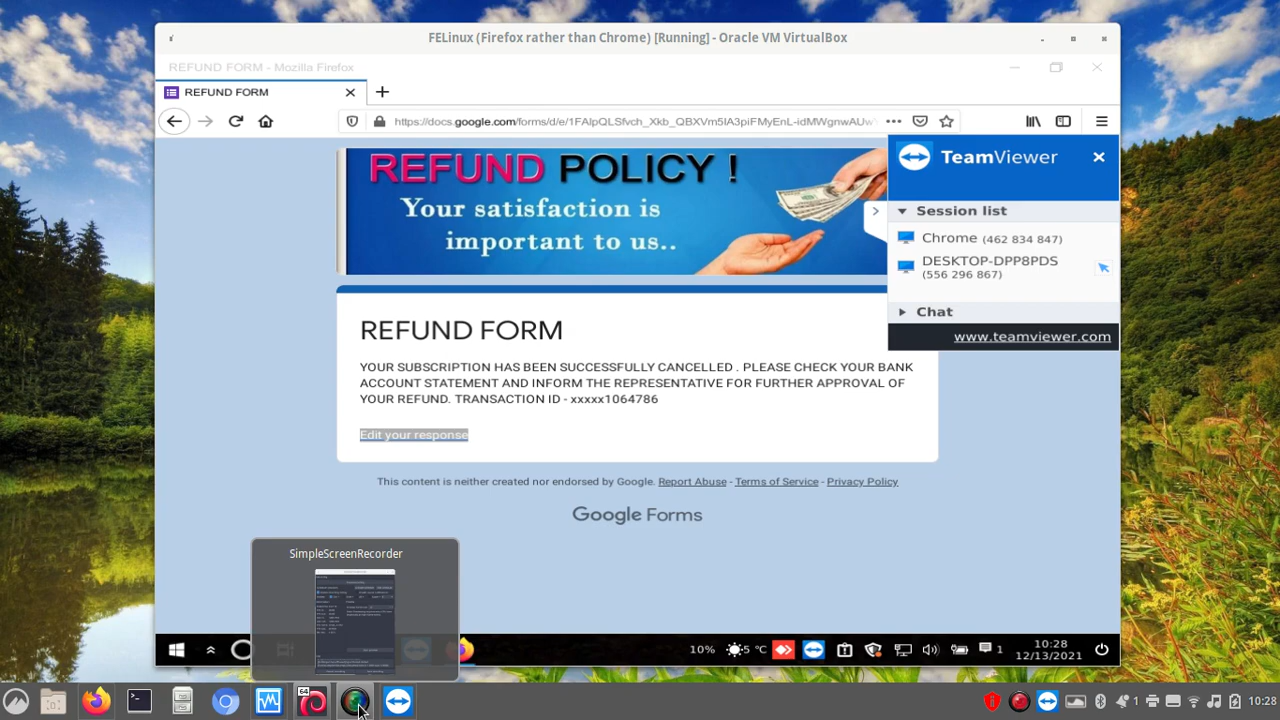 FELinux (Firefox rather than Chrome) [Running] - Oracle VM VirtualBox
REFUND FORM - Mozilla Firefox
REFUND FORM
https://docs.google.com/forms/d/e/1FAIpQLSfvch_Xkb_QBXVm5IA3piFMyEnL-idMWgnwAUw
REFUND POLICY !
Your satisfaction is
important to us..
TeamViewer
Session list
Chrome (462 834 847)
DESKTOP-DPP8PDS
(556 296 867)
Chat
www.teamviewer.com
REFUND FORM
YOUR SUBSCRIPTION HAS BEEN SUCCESSFULLY CANCELLED . PLEASE CHECK YOUR BANK
ACCOUNT STATEMENT AND INFORM THE REPRESENTATIVE FOR FURTHER APPROVAL OF
YOUR REFUND. TRANSACTION ID - xxxxx1064786
Edit your response
This content is neither created nor endorsed by Google. Report Abuse - Terms of Service - Privacy Policy
Google Forms
SimpleScreenRecorder
10%
5 °C
1
10:28
12/13/2021
64
1
10:28